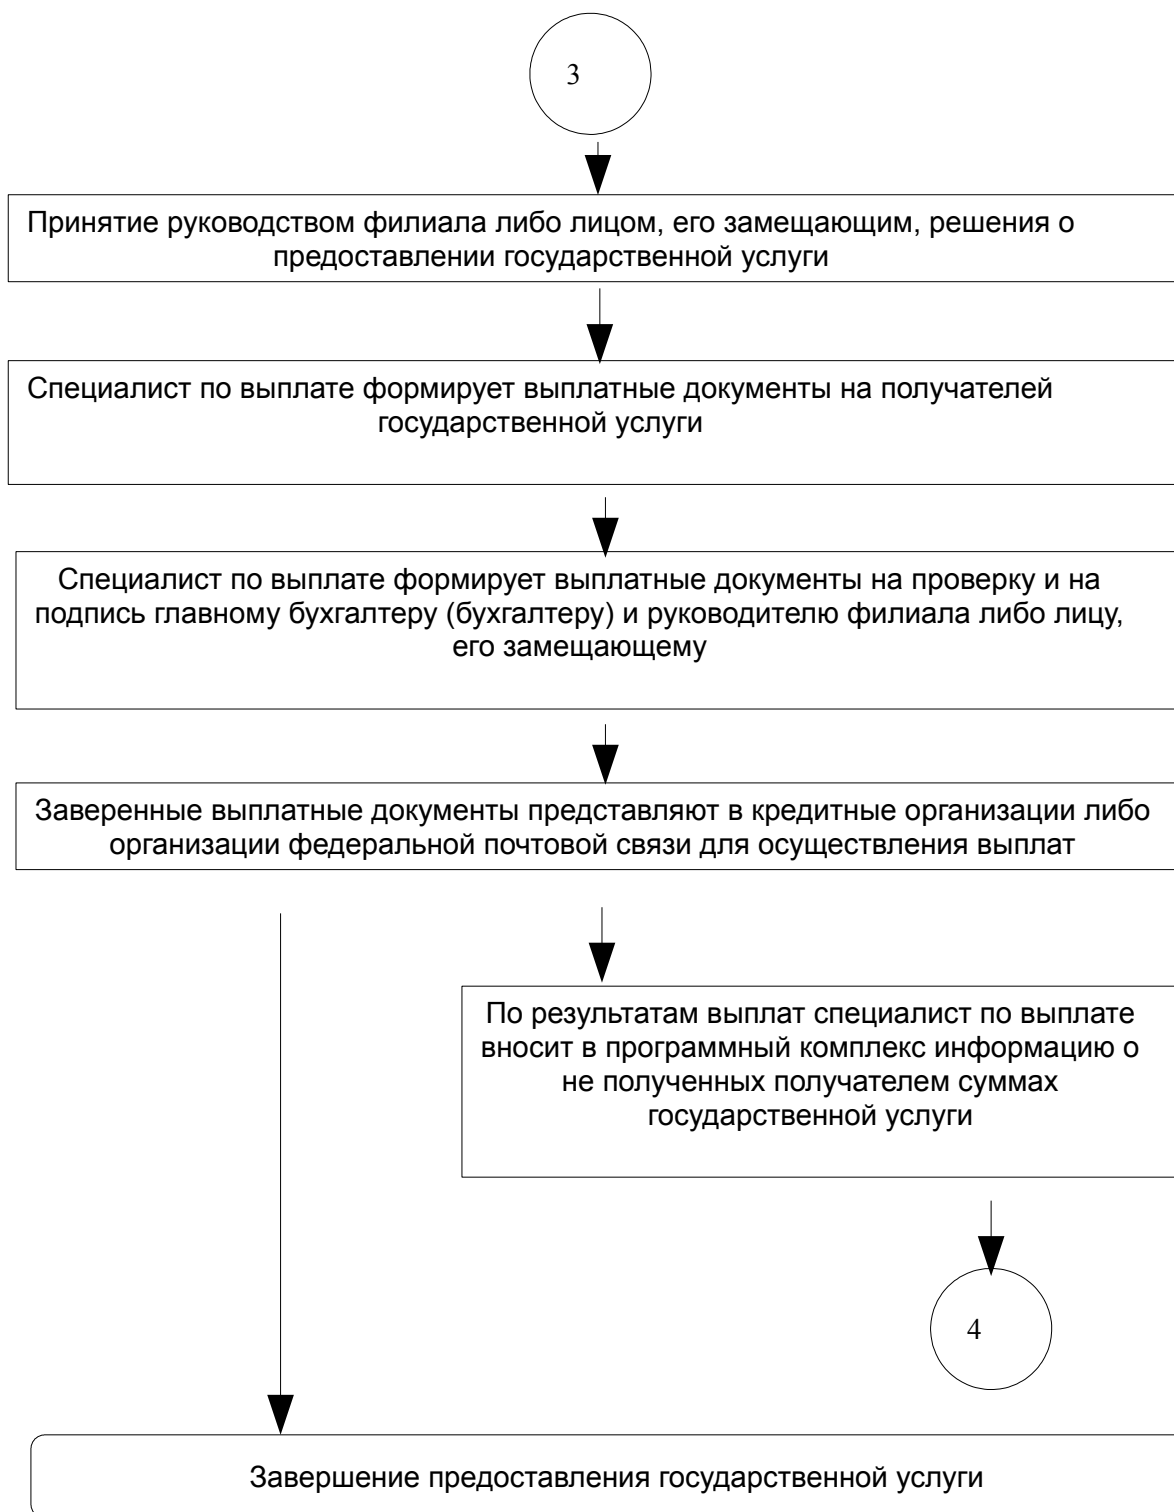 3
Принятие руководством филиала либо лицом, его замещающим, решения о
предоставлении государственной услуги
Специалист по выплате формирует выплатные документы на получателей
государственной услуги
Специалист по выплате формирует выплатные документы на проверку и на
подпись главному бухгалтеру (бухгалтеру) и руководителю филиала либо лицу,
его замещающему
Заверенные выплатные документы представляют в кредитные организации либо
организации федеральной почтовой связи для осуществления выплат
По результатам выплат специалист по выплате
вносит в программный комплекс информацию о
не полученных получателем суммах
государственной услуги
4
Завершение предоставления государственной услуги